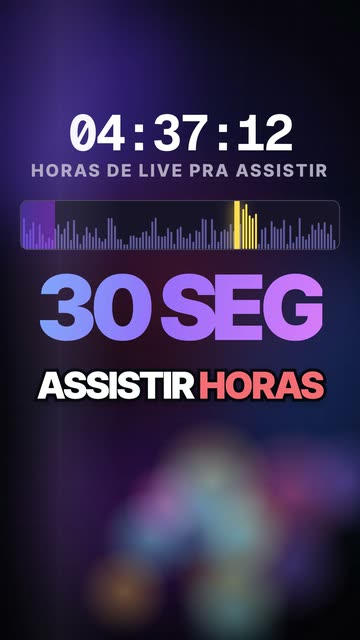 04:37:12
HORAS DE LIVE PRA ASSISTIR
30 SEG
ASSISTIR HORAS